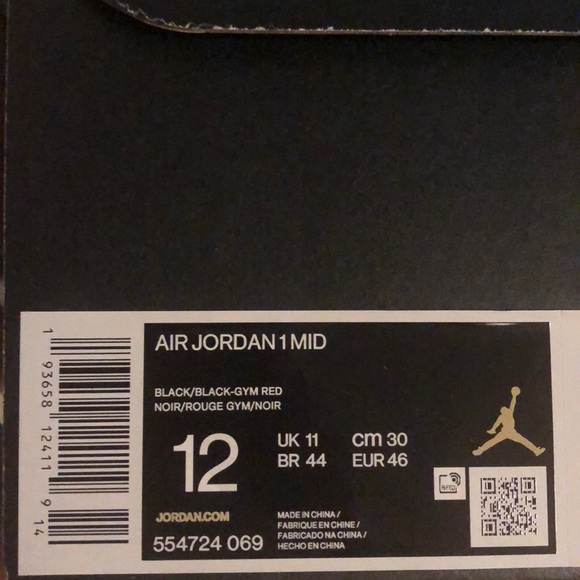 AIR JORDAN 1 MID
BLACK/BLACK-GYM RED
NOIR/ROUGE GYM/NOIR
12
UK 11 cm 30
BR 44 EUR 46
JORDAN.COM
554724 069
MADE IN CHINA /
FABRIQUE EN CHINE /
FABRICADO NA CHINA /
HECHO EN CHINA
1 93658 12411 9 14